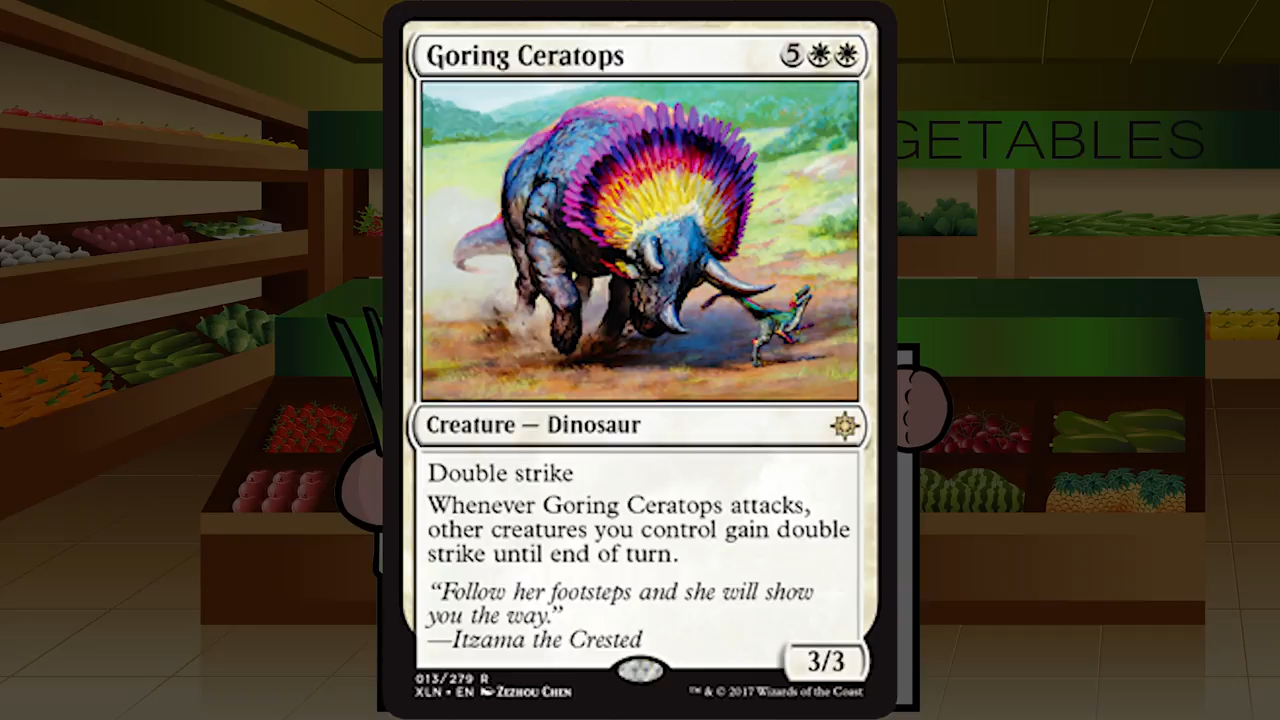 Goring Ceratops 5
GETABLES
Creature — Dinosaur
Double strike
Whenever Goring Ceratops attacks,
other creatures you control gain double
strike until end of turn.
“Follow her footsteps and she will show
you the way.”
—Itzama the Crested
3/3
013/279 R
XLN • EN Zezhou Chen
™ & © 2017 Wizards of the Coast